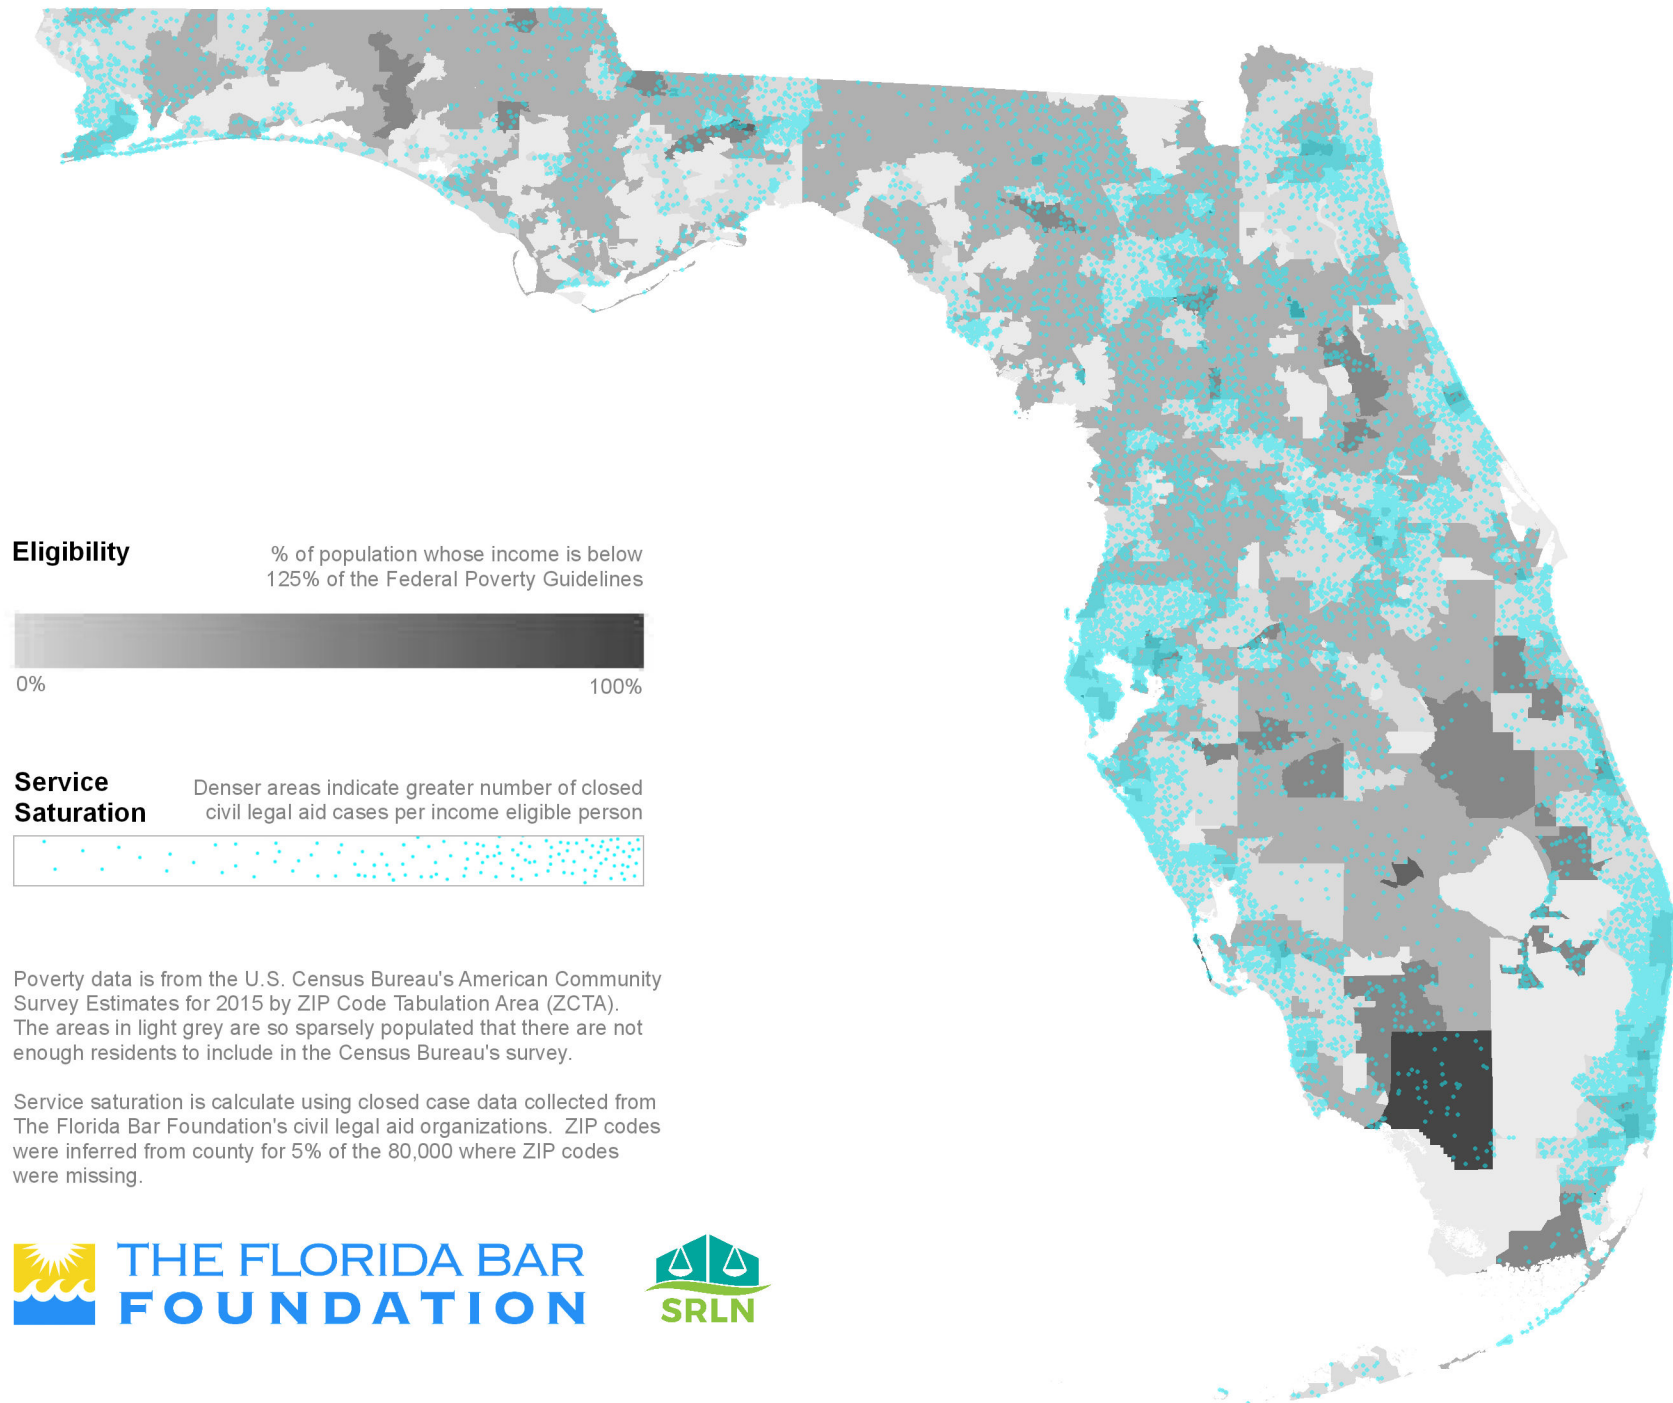 Eligibility
% of population whose income is below
125% of the Federal Poverty Guidelines
0%
100%
Service
Saturation
Denser areas indicate greater number of closed
civil legal aid cases per income eligible person
Poverty data is from the U.S. Census Bureau's American Community
Survey Estimates for 2015 by ZIP Code Tabulation Area (ZCTA).
The areas in light grey are so sparsely populated that there are not
enough residents to include in the Census Bureau's survey.
Service saturation is calculate using closed case data collected from
The Florida Bar Foundation's civil legal aid organizations. ZIP codes
were inferred from county for 5% of the 80,000 where ZIP codes
were missing.
THE FLORIDA BAR
FOUNDATION
SRLN